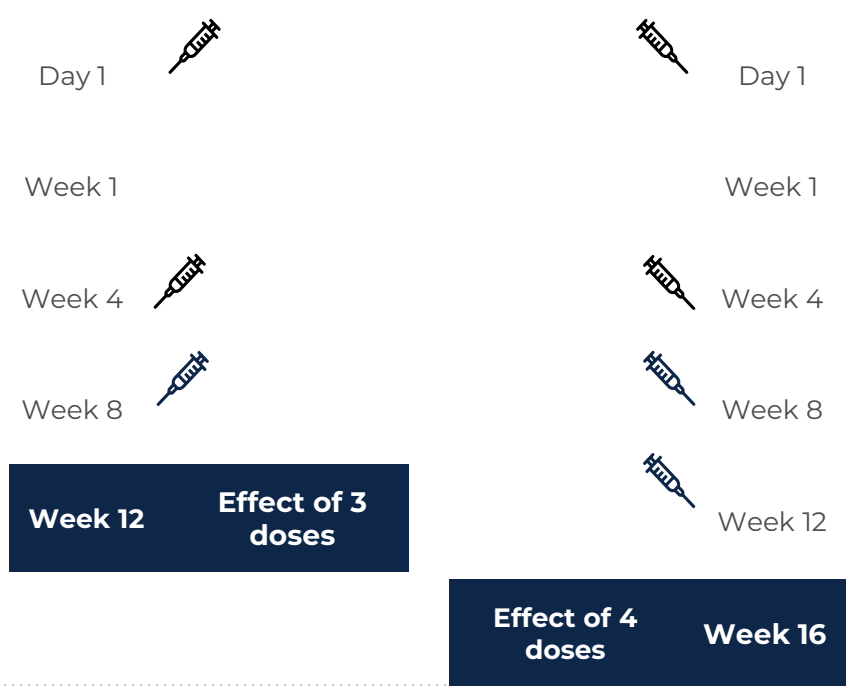 Day 1
Week 1
Week 4
Week 8
Week 12
Effect of 3
doses
Day 1
Week 1
Week 4
Week 8
Week 12
Effect of 4
doses
Week 16